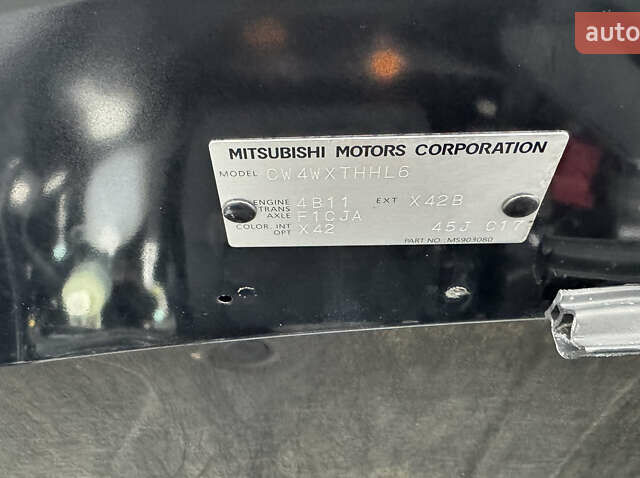 auto
MITSUBISHI MOTORS CORPORATION
MODEL CW4WXTHHL6
ENGINE 4B11 EXT X42B
TRANS AXLE F1CJA
COLOR.INT OPT X42 45J C17
PART NO.:MS903080